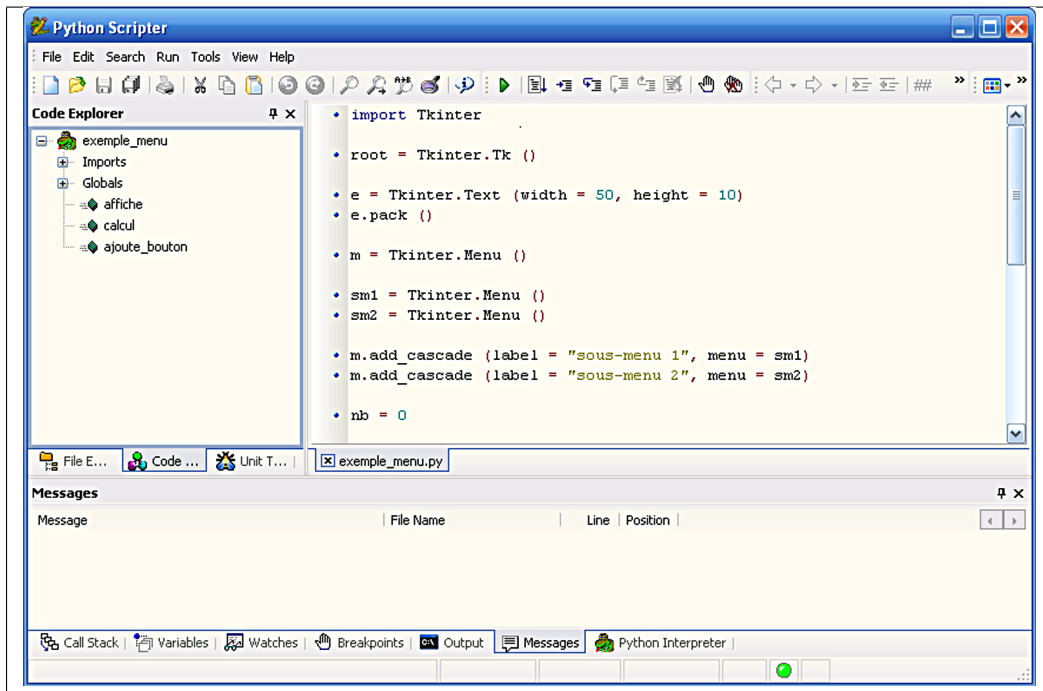 Python Scripter
File Edit Search Run Tools View Help
Code Explorer
exemple_menu
Imports
Globals
affiche
calcul
ajoute_bouton
import Tkinter
root = Tkinter.Tk ()
e = Tkinter.Text (width = 50, height = 10)
e.pack ()
m = Tkinter.Menu ()
sm1 = Tkinter.Menu ()
sm2 = Tkinter.Menu ()
m.add_cascade (label = "sous-menu 1", menu = sm1)
m.add_cascade (label = "sous-menu 2", menu = sm2)
nb = 0
File E... Code ... Unit T...
exemple_menu.py
Messages
Message File Name Line Position
Call Stack Variables Watches Breakpoints Output Messages Python Interpreter